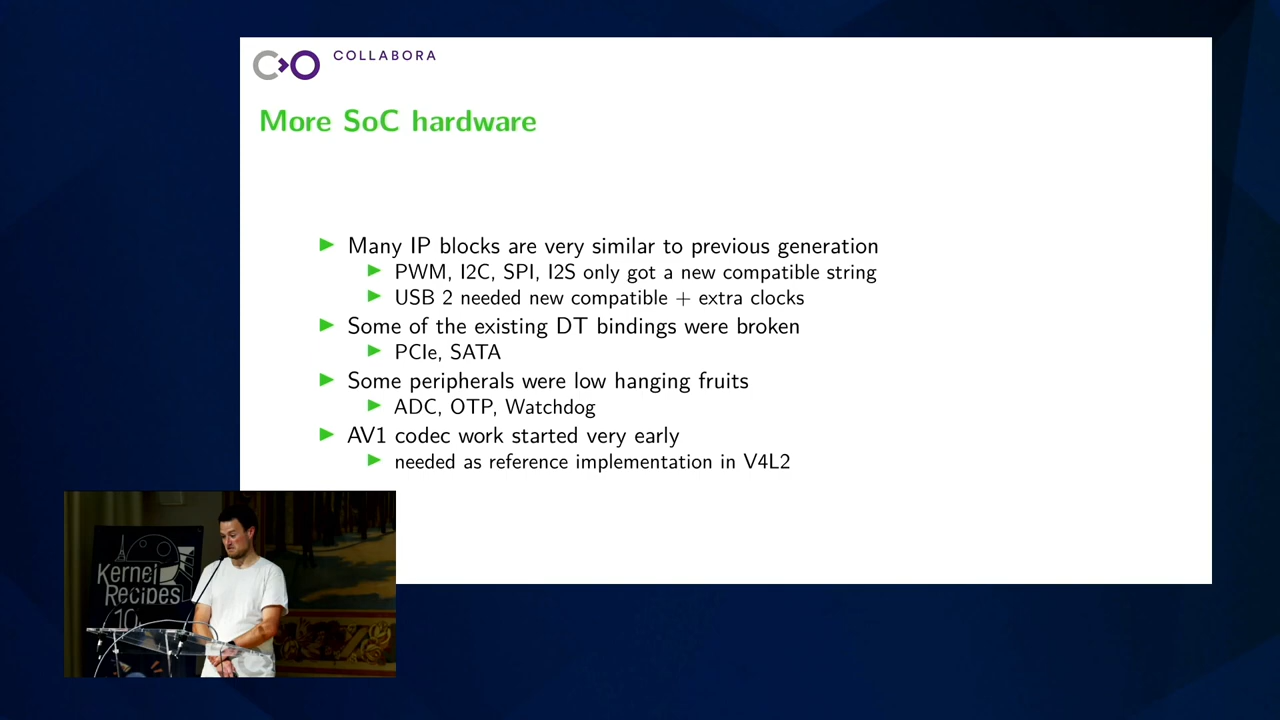 COLLABORA
More SoC hardware
Many IP blocks are very similar to previous generation
PWM, I2C, SPI, I2S only got a new compatible string
USB 2 needed new compatible + extra clocks
Some of the existing DT bindings were broken
PCIe, SATA
Some peripherals were low hanging fruits
ADC, OTP, Watchdog
AV1 codec work started very early
needed as reference implementation in V4L2
Kernel
Recipes
10